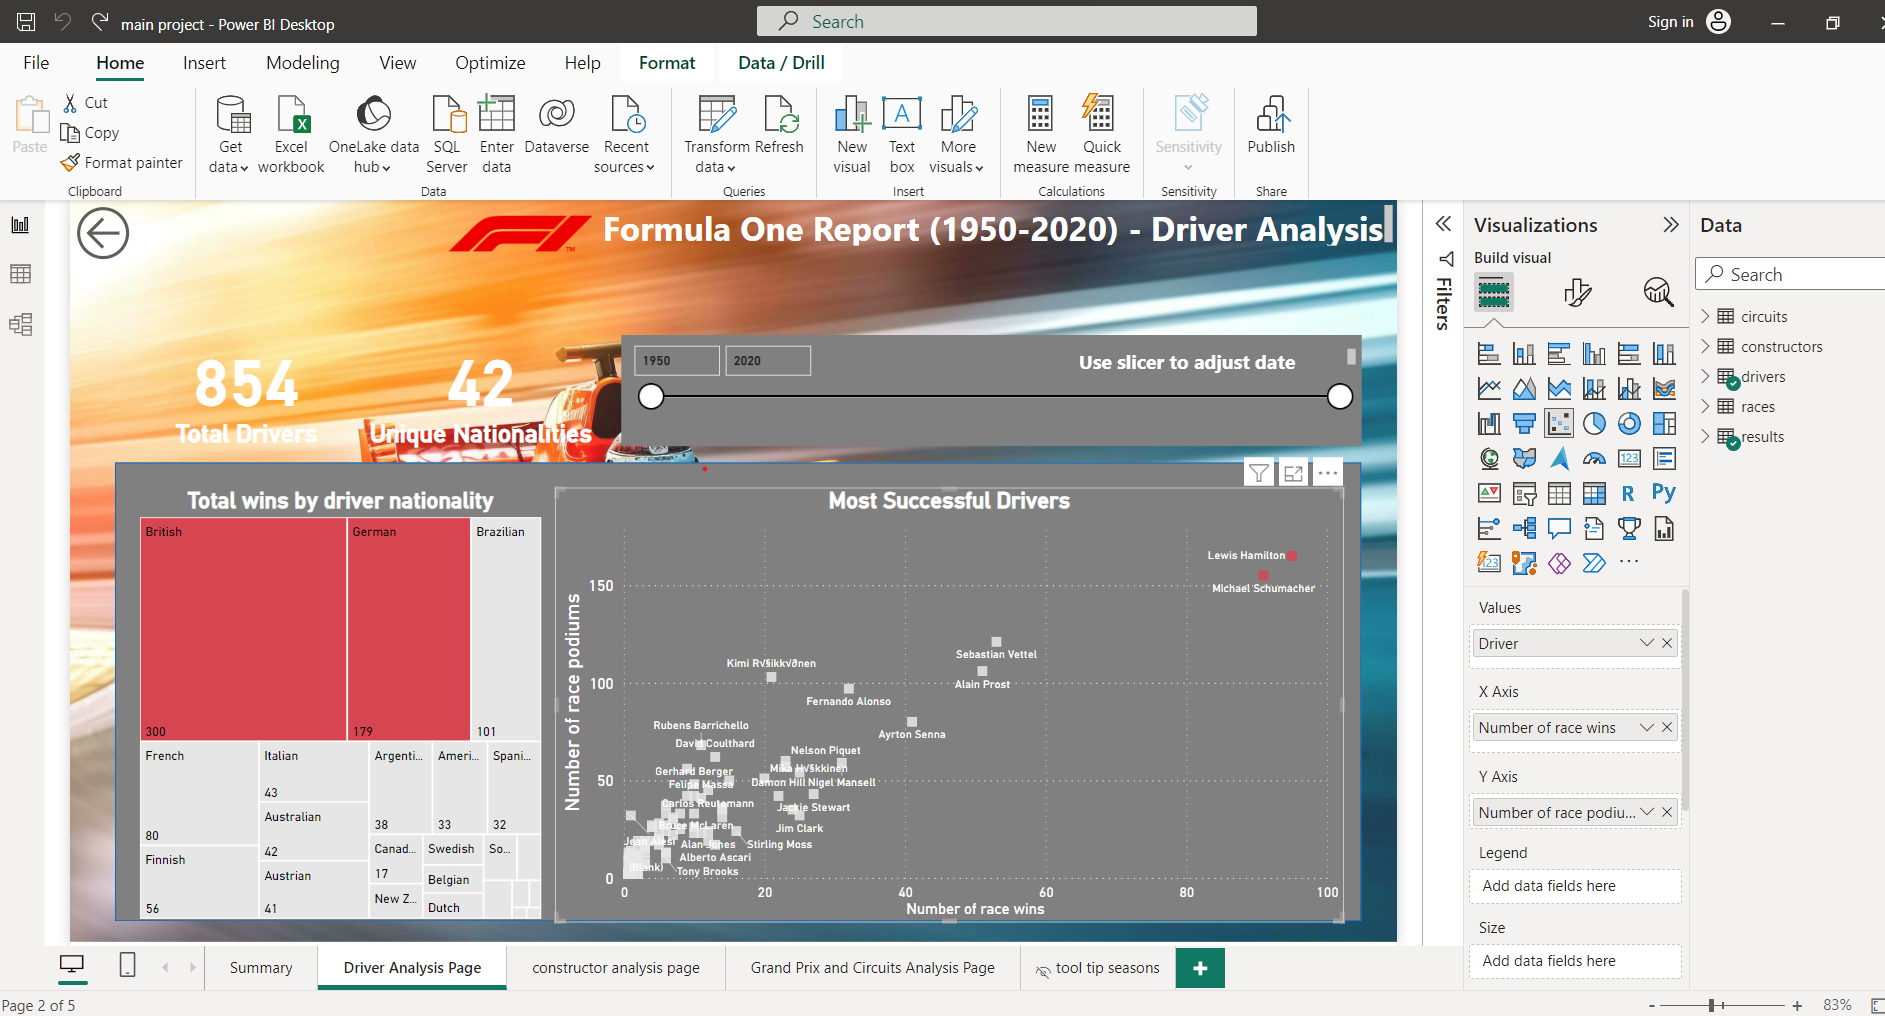 main project - Power BI Desktop
Search
Sign in
File Home Insert Modeling View Optimize Help Format Data / Drill
Paste
Cut
Copy
Format painter
Clipboard
Get data
Excel workbook
OneLake data hub
SQL Server
Enter data
Dataverse
Recent sources
Data
Transform data
Refresh
Queries
New visual
Text box
More visuals
Insert
New measure
Quick measure
Calculations
Sensitivity
Sensitivity
Publish
Share
Formula One Report (1950-2020) - Driver Analysis
854
Total Drivers
42
Unique Nationalities
1950
2020
Use slicer to adjust date
Total wins by driver nationality
British
300
German
179
Brazilian
101
French
80
Finnish
56
Italian
43
Australian
42
Austrian
41
Argenti...
38
Ameri...
33
Spani...
32
Canad...
17
New Z...
Swedish
Belgian
Dutch
So...
Most Successful Drivers
Number of race podiums
150
100
50
0
Lewis Hamilton
Michael Schumacher
Sebastian Vettel
Kimi R√§ikk√∂nen
Alain Prost
Fernando Alonso
Rubens Barrichello
Ayrton Senna
David Coulthard
Nelson Piquet
Gerhard Berger
Mika H√§kkinen
Felipe Massa
Damon Hill
Nigel Mansell
Carlos Reutemann
Jackie Stewart
Bruce McLaren
Jim Clark
Jean Alesi
Alan Jones
Stirling Moss
Alberto Ascari
(Blank)
Tony Brooks
0 20 40 60 80 100
Number of race wins
Filters
Visualizations
Build visual
123
R
Py
123
Values
Driver
X Axis
Number of race wins
Y Axis
Number of race podiu...
Legend
Add data fields here
Size
Add data fields here
Data
Search
circuits
constructors
drivers
races
results
Summary
Driver Analysis Page
constructor analysis page
Grand Prix and Circuits Analysis Page
tool tip seasons
Page 2 of 5
83%